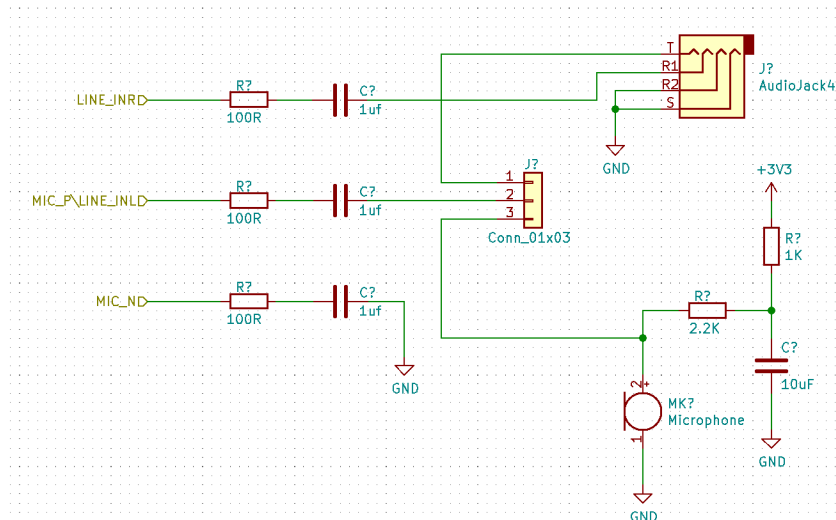 T
R1
R2
S
J?
AudioJack4
GND
LINE_INR
R?
100R
C?
1uf
MIC_P\LINE_INL
R?
100R
C?
1uf
J?
1
2
3
Conn_01x03
+3V3
R?
1K
MIC_N
R?
100R
C?
1uf
GND
R?
2.2K
C?
10uF
GND
2
+
MK?
Microphone
1
GND